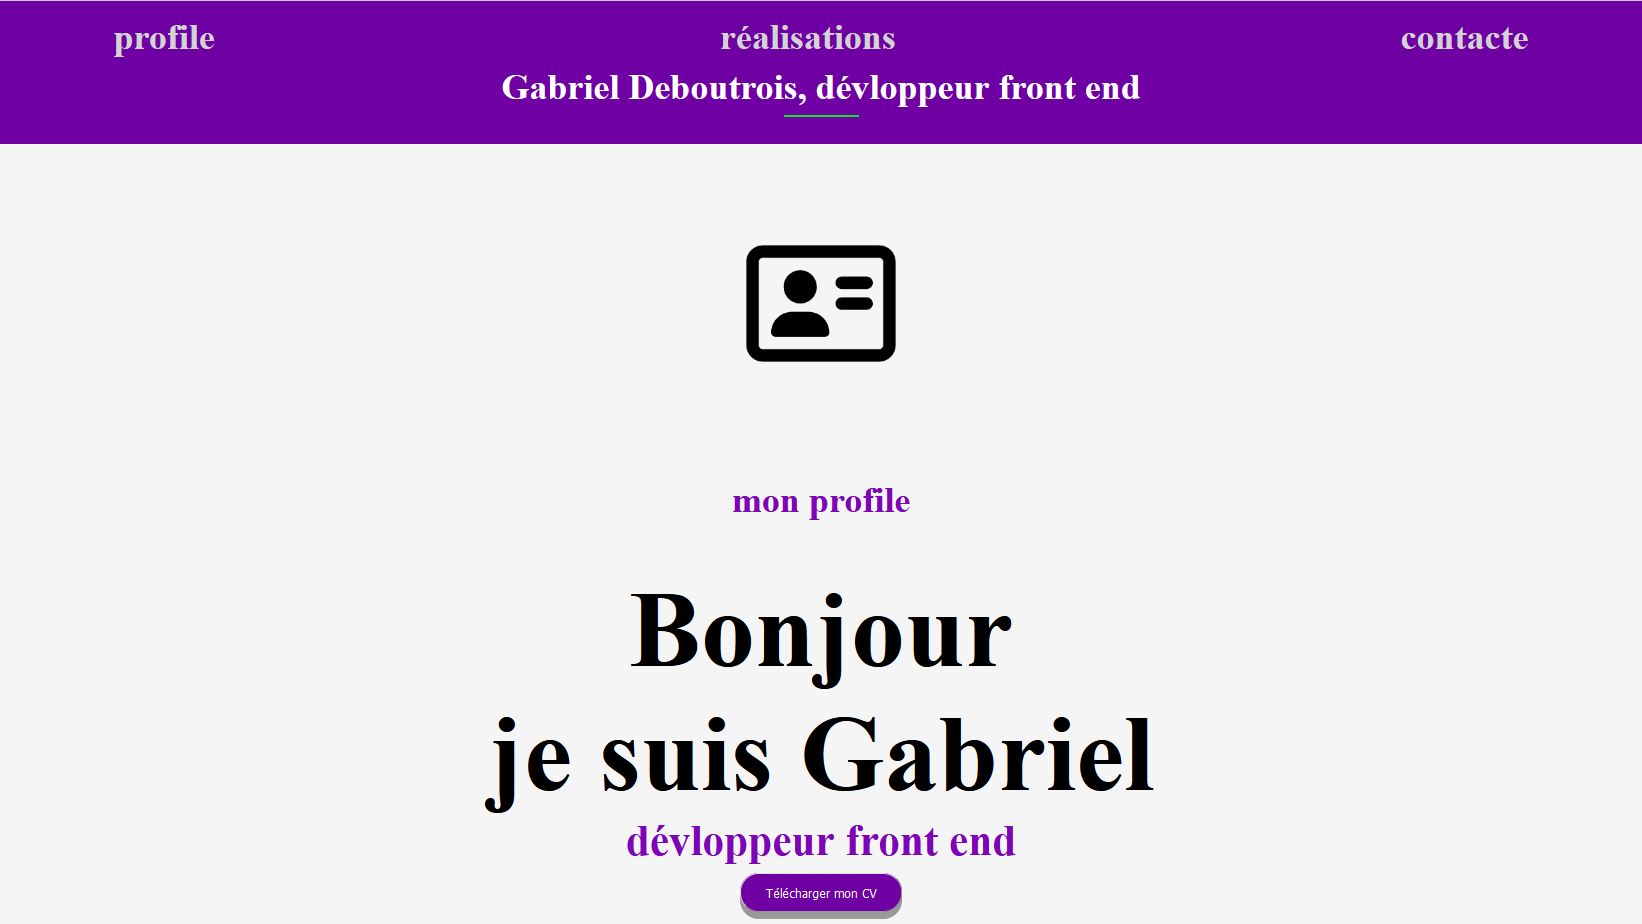 profile réalisations contacte
Gabriel Deboutrois, dévloppeur front end
mon profile
Bonjour
je suis Gabriel
dévloppeur front end
Télécharger mon CV